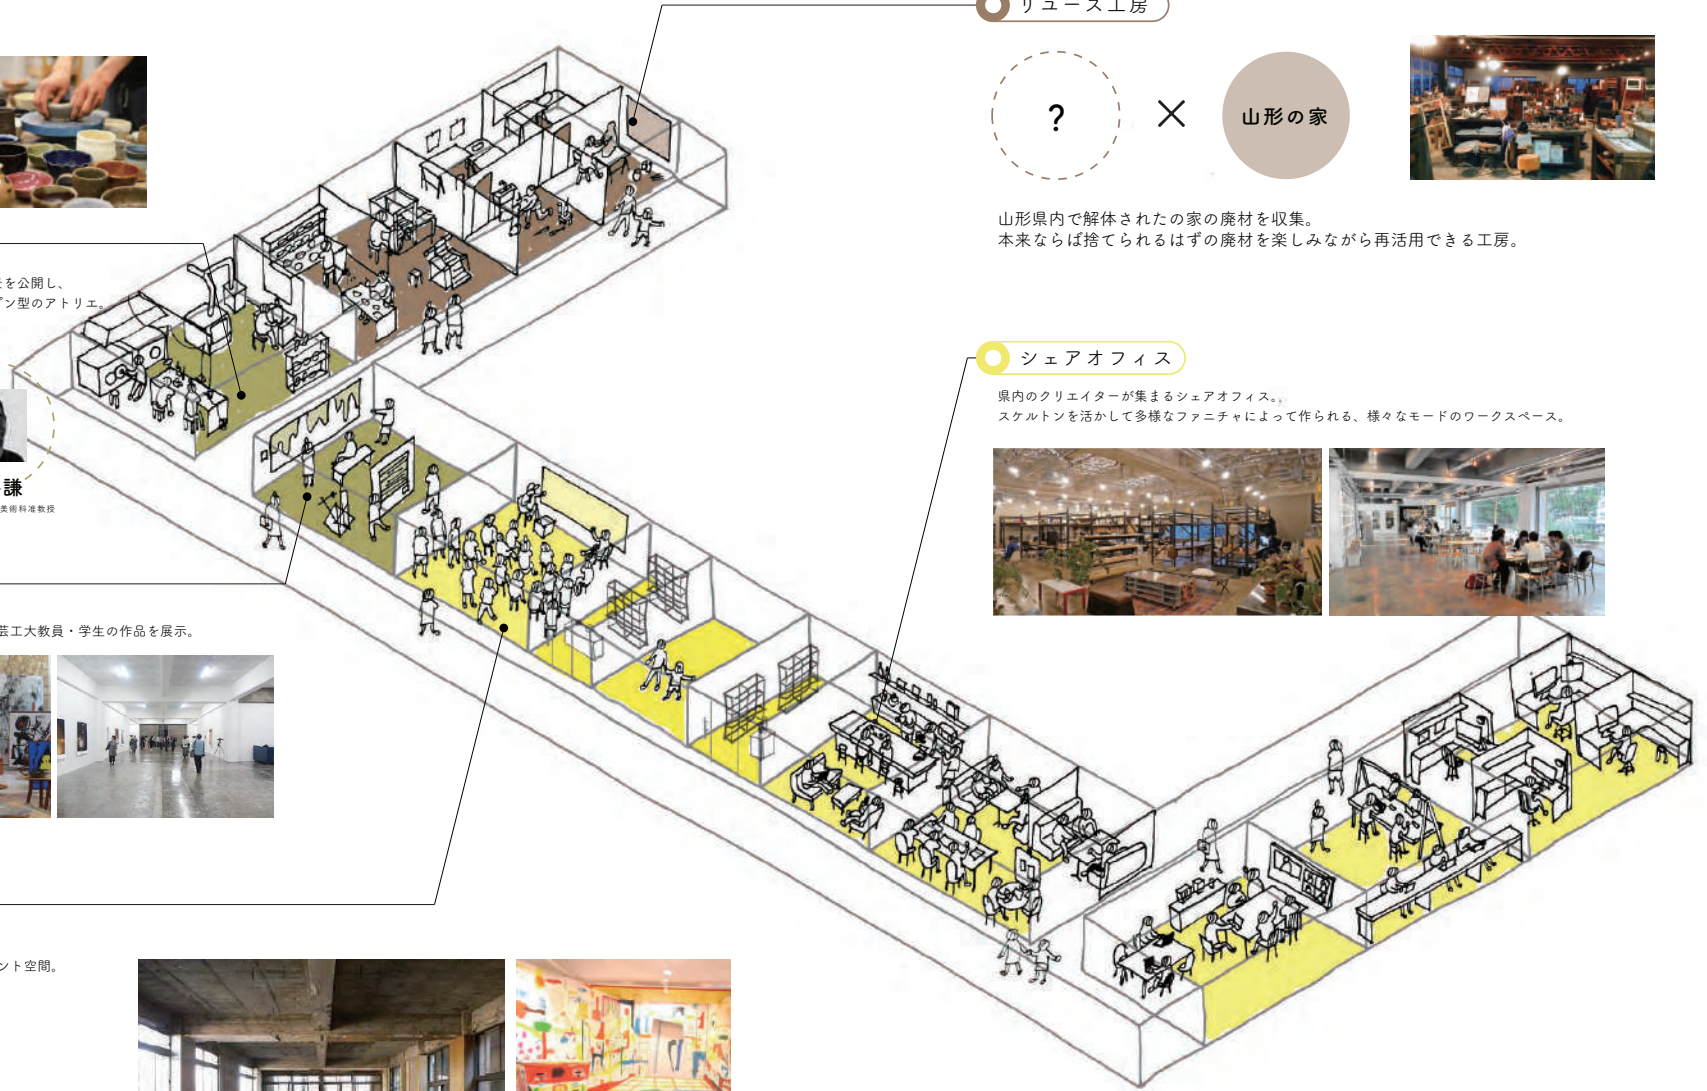 リユース工房
?
×
山形の家
山形県内で解体されたの家の廃材を収集。
本来ならば捨てられるはずの廃材を楽しみながら再活用できる工房。
を公開し、
プン型のアトリエ。
謙
美術科准教授
シェアオフィス
県内のクリエイターが集まるシェアオフィス。
スケルトンを活かして多様なファニチャによって作られる、様々なモードのワークスペース。
芸工大教員・学生の作品を展示。
ント空間。